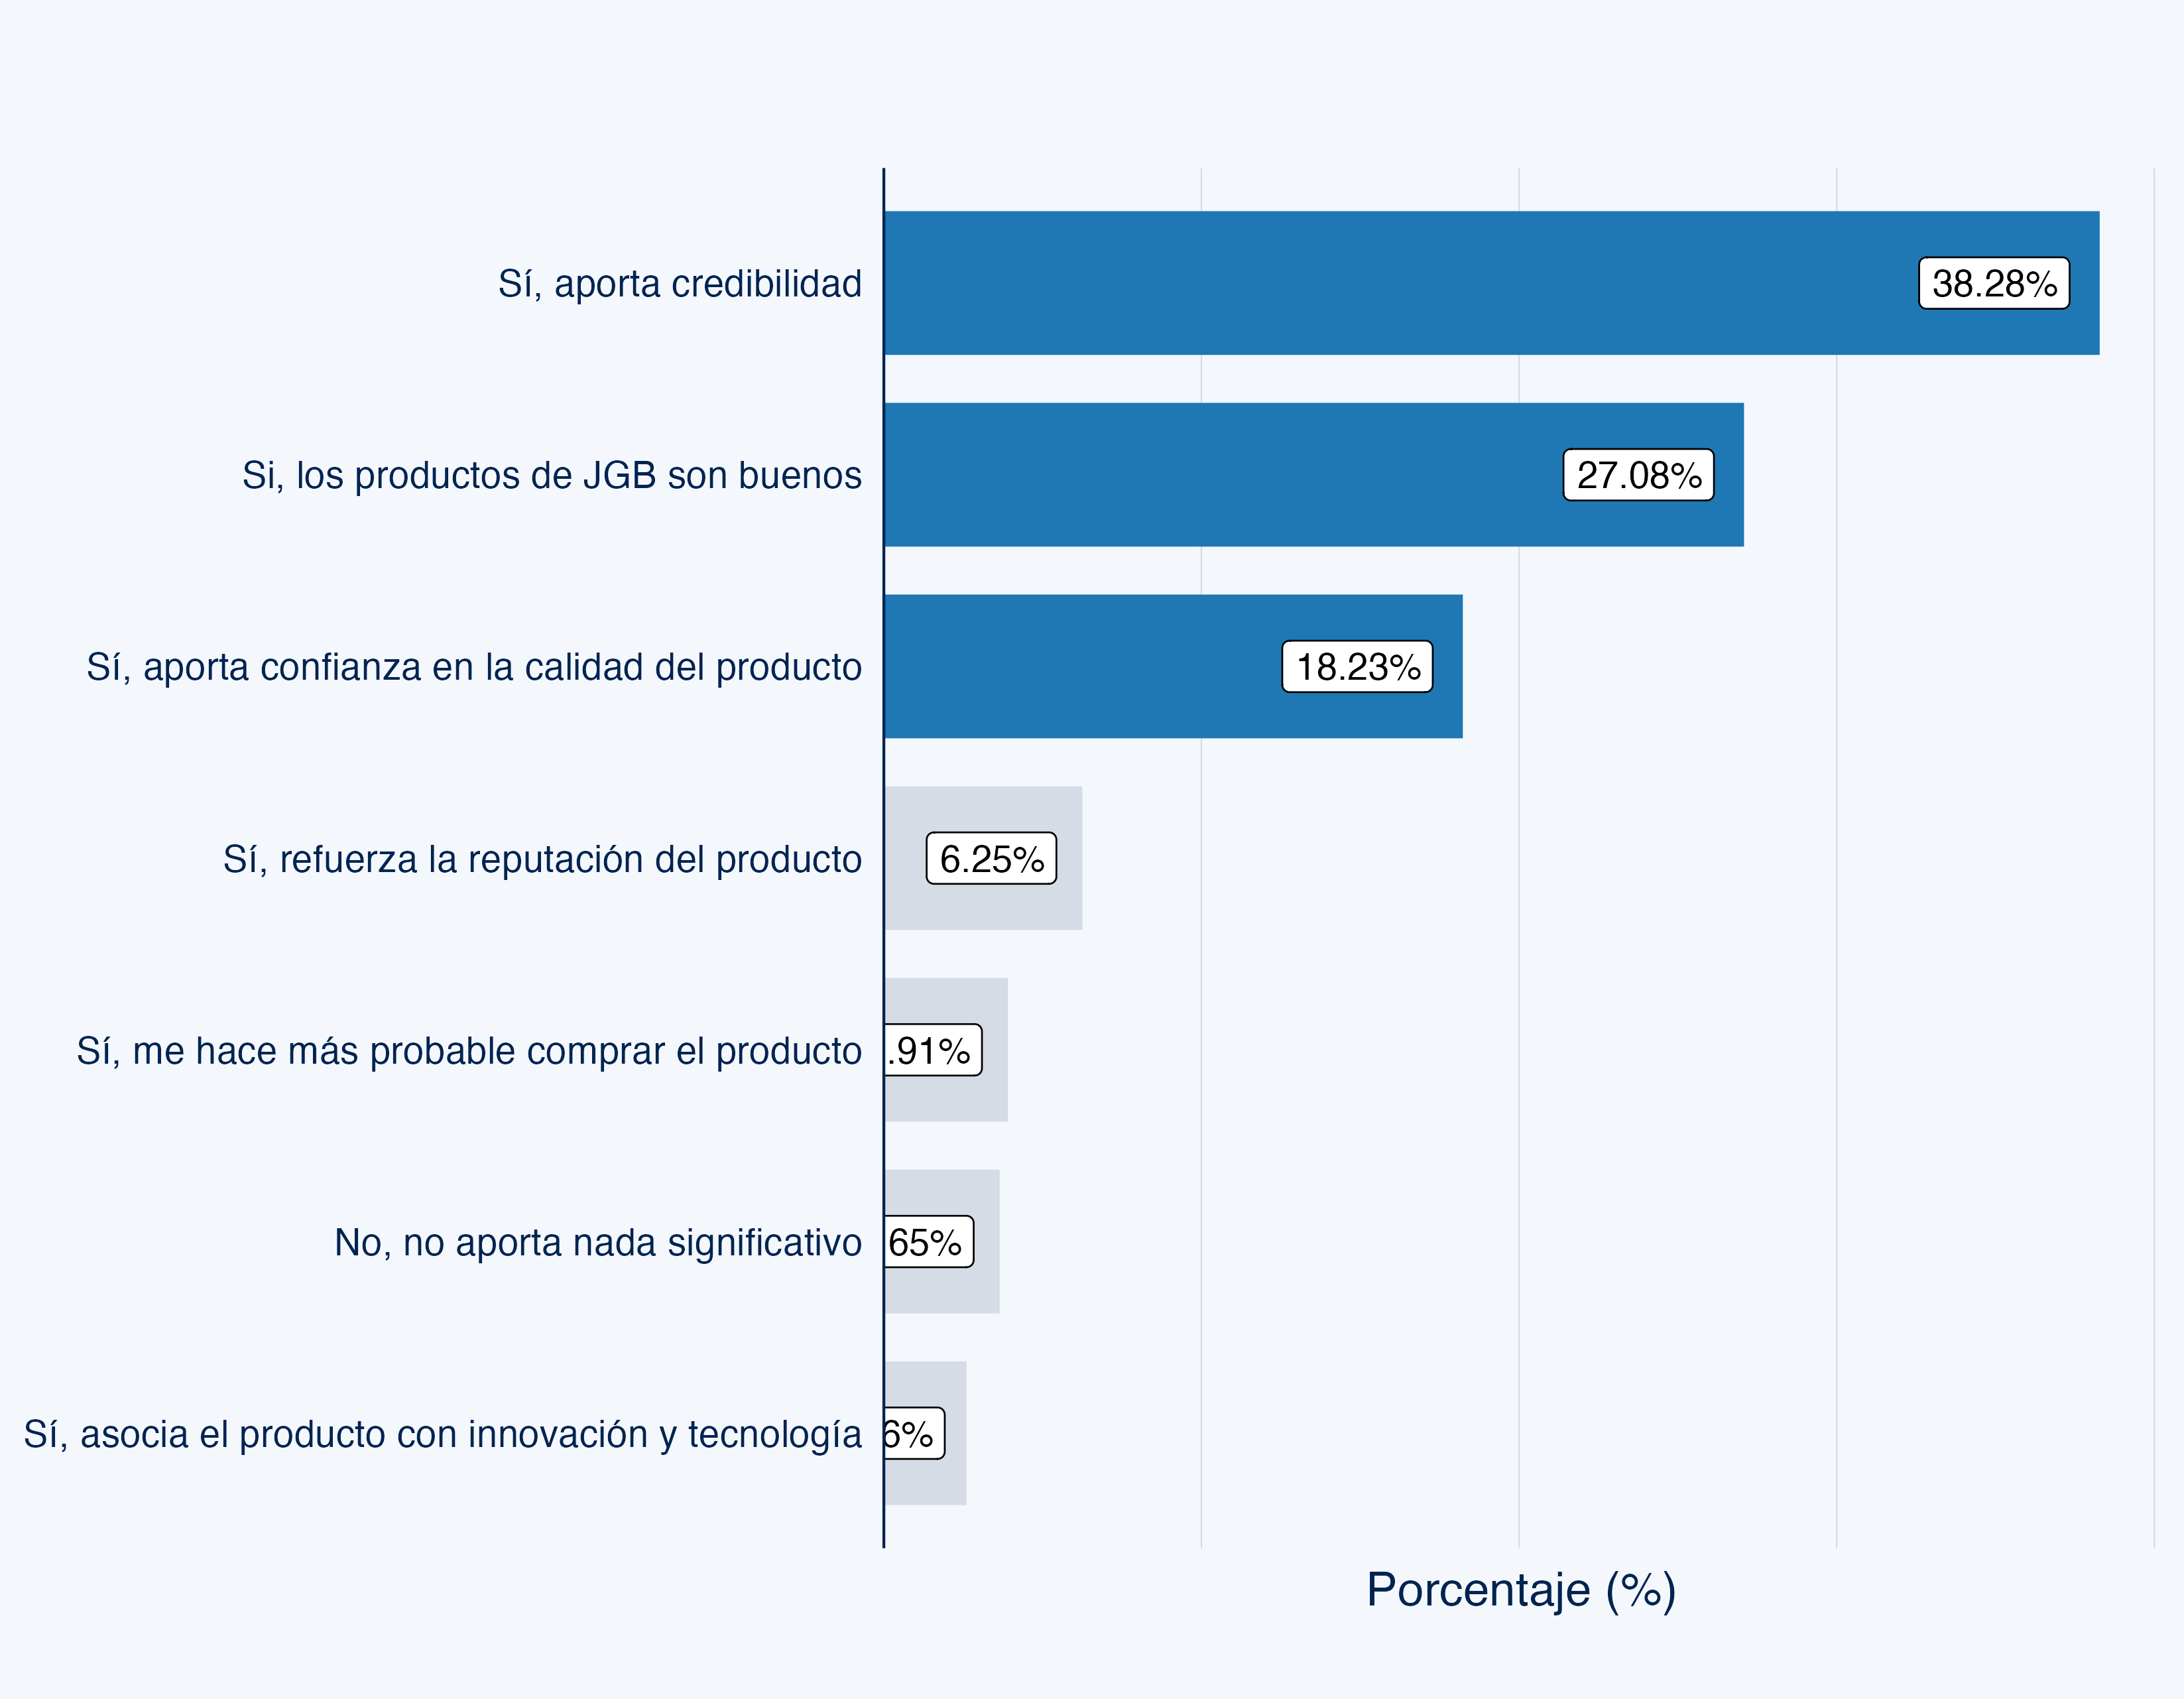 Sí, aporta credibilidad
38.28%
Si, los productos de JGB son buenos
27.08%
Sí, aporta confianza en la calidad del producto
18.23%
Sí, refuerza la reputación del producto
6.25%
Sí, me hace más probable comprar el producto
.91%
No, no aporta nada significativo
65%
Sí, asocia el producto con innovación y tecnología
6%
Porcentaje (%)